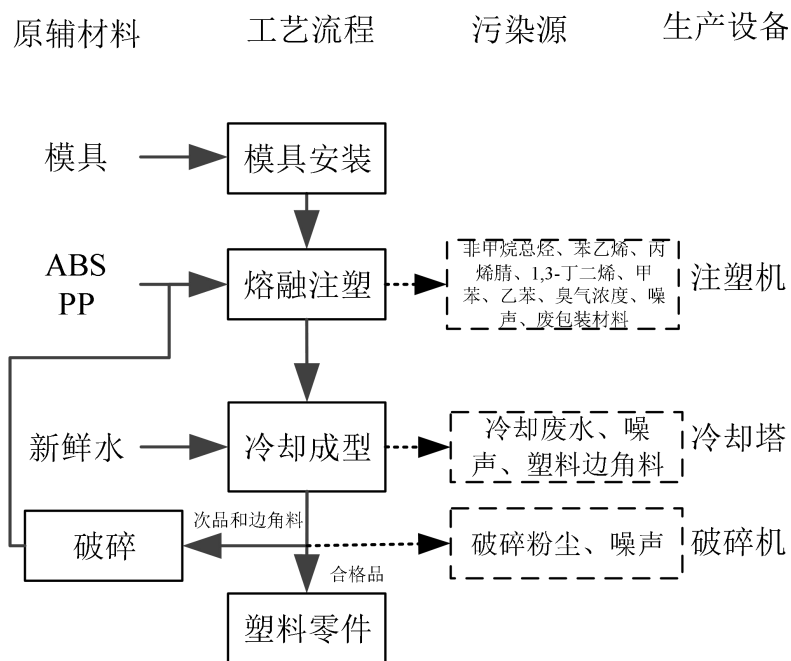 原辅材料
工艺流程
污染源
生产设备
模具
模具安装
ABS
PP
熔融注塑
非甲烷总烃、苯乙烯、丙
烯腈、1,3-丁二烯、甲
苯、乙苯、臭气浓度、噪
声、废包装材料
注塑机
新鲜水
冷却成型
冷却废水、噪
声、塑料边角料
冷却塔
次品和边角料
破碎
破碎粉尘、噪声
破碎机
合格品
塑料零件